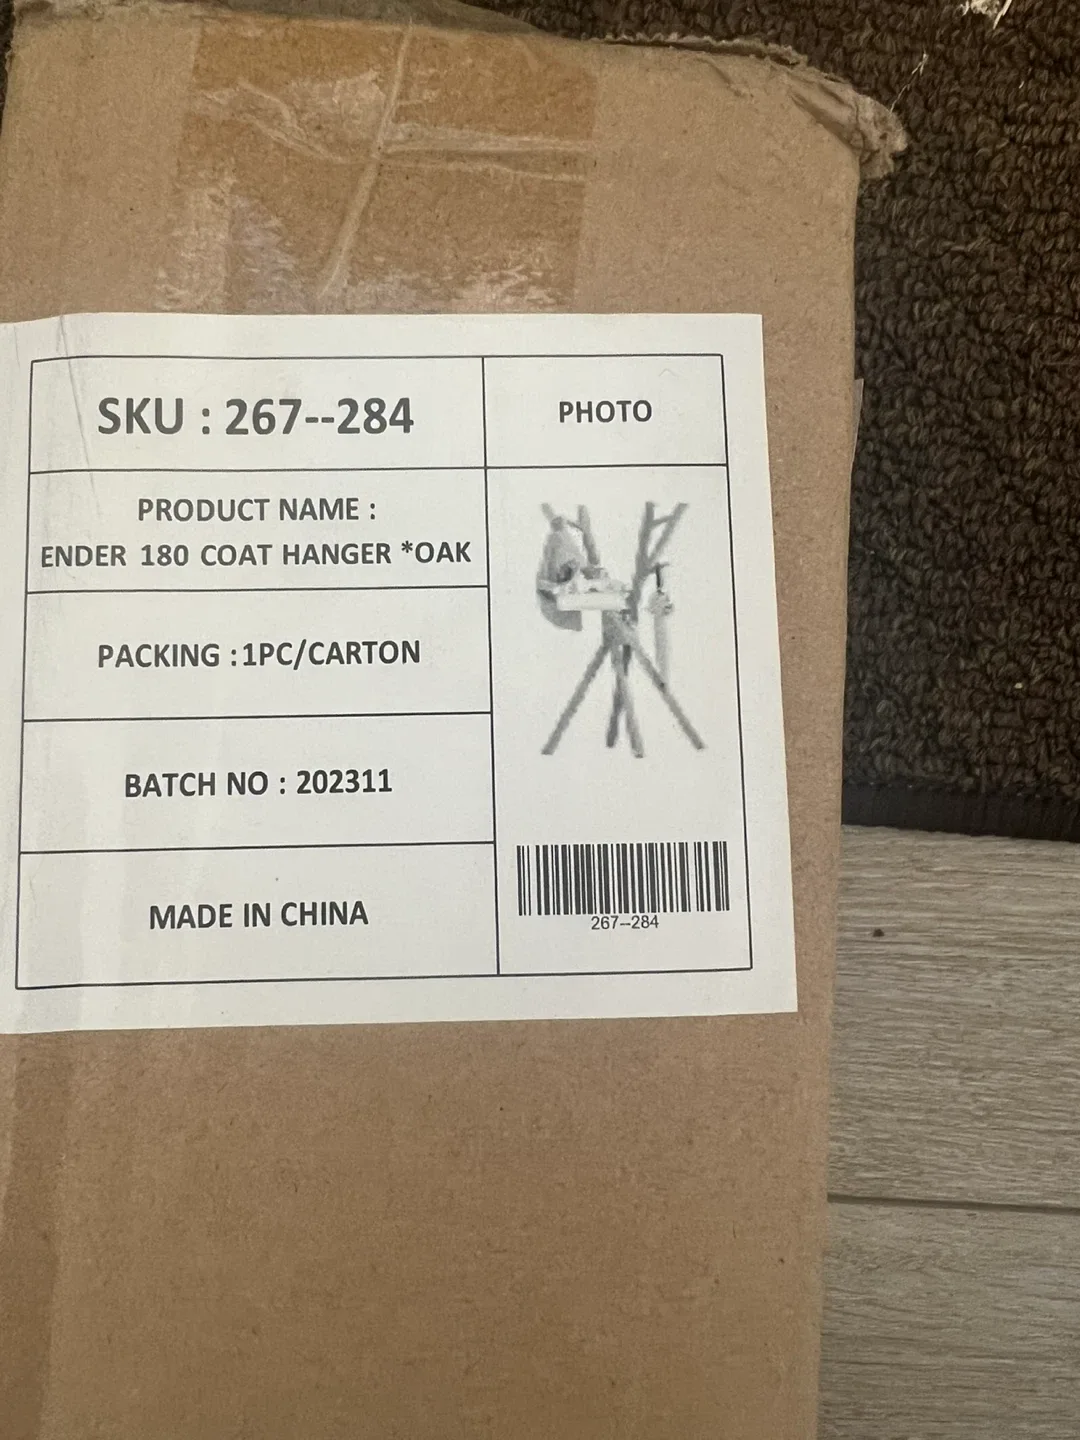 SKU : 267--284
PHOTO
PRODUCT NAME :
ENDER 180 COAT HANGER *OAK
PACKING :1PC/CARTON
BATCH NO : 202311
MADE IN CHINA
267--284